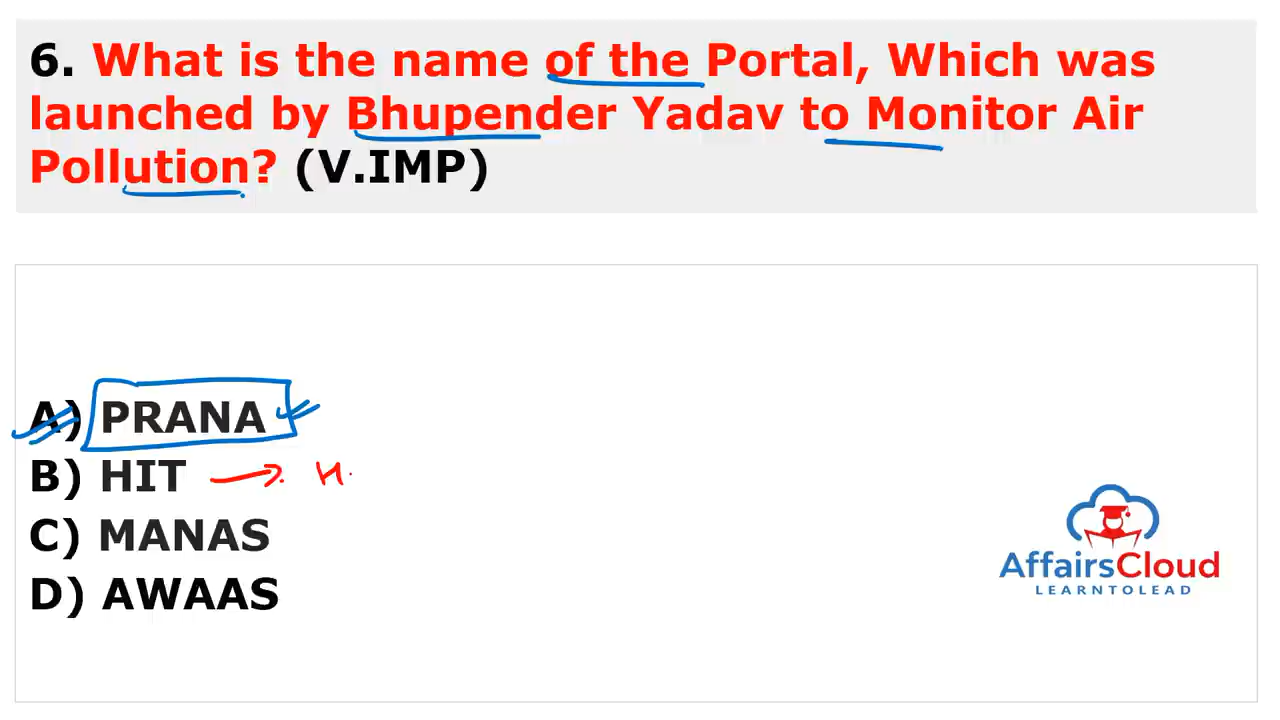 6. What is the name of the Portal, Which was
launched by Bhupender Yadav to Monitor Air
Pollution? (V.IMP)
A) PRANA
B) HIT → H
C) MANAS
D) AWAAS
AffairsCloud
LEARNTOLEAD